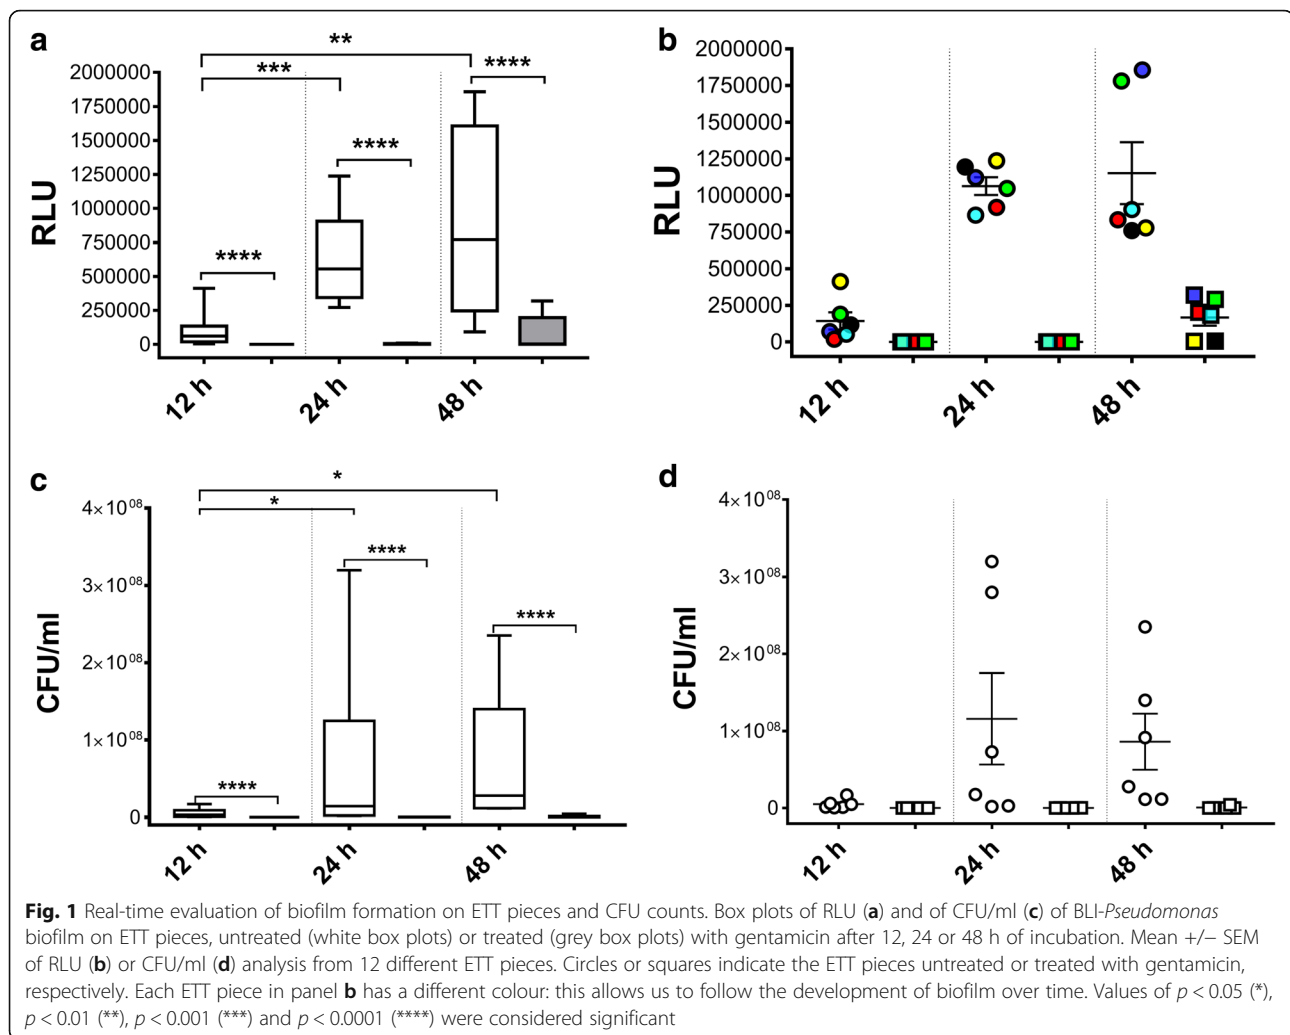 a
**
***
****
****
****
2000000
1750000
1500000
1250000
1000000
750000
500000
250000
0
RLU
12 h
24 h
48 h
b
2000000
1750000
1500000
1250000
1000000
750000
500000
250000
0
RLU
12 h
24 h
48 h
c
*
*
****
****
****
4×10^08
3×10^08
2×10^08
1×10^08
0
CFU/ml
12 h
24 h
48 h
d
4×10^08
3×10^08
2×10^08
1×10^08
0
CFU/ml
12 h
24 h
48 h
Fig. 1 Real-time evaluation of biofilm formation on ETT pieces and CFU counts. Box plots of RLU (a) and of CFU/ml (c) of BLI-Pseudomonas
biofilm on ETT pieces, untreated (white box plots) or treated (grey box plots) with gentamicin after 12, 24 or 48 h of incubation. Mean +/− SEM
of RLU (b) or CFU/ml (d) analysis from 12 different ETT pieces. Circles or squares indicate the ETT pieces untreated or treated with gentamicin,
respectively. Each ETT piece in panel b has a different colour: this allows us to follow the development of biofilm over time. Values of p < 0.05 (*),
p < 0.01 (**), p < 0.001 (***) and p < 0.0001 (****) were considered significant